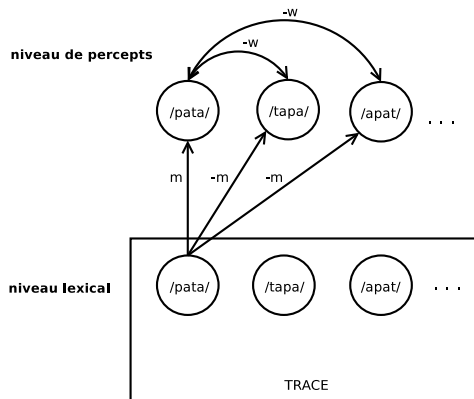 -w
-w
niveau de percepts
/pata/ /tapa/ /apat/ . . .
m -m -m
niveau lexical
/pata/ /tapa/ /apat/ . . .
TRACE